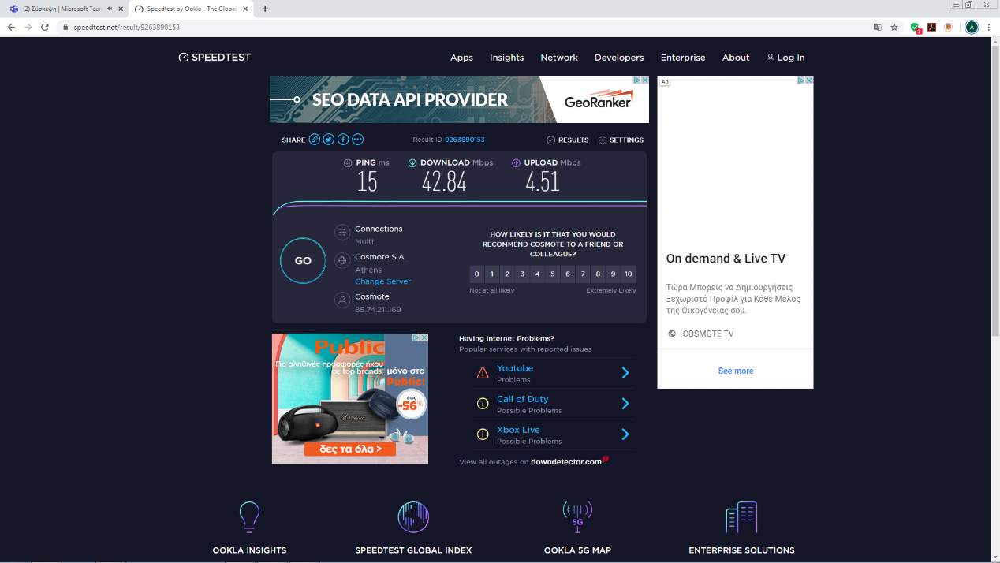 (2) Σύσκεψη | Microsoft Team
Speedtest by Ookla - The Global
speedtest.net/result/9263890153
7
A
SPEEDTEST
Apps
Insights
Network
Developers
Enterprise
About
Log In
SEO DATA API PROVIDER
GeoRanker
Ad
SHARE
Result ID 9263890153
RESULTS
SETTINGS
PING ms
DOWNLOAD Mbps
UPLOAD Mbps
15
42.84
4.51
GO
Connections
Multi
Cosmote S.A.
Athens
Change Server
Cosmote
85.74.211.169
HOW LIKELY IS IT THAT YOU WOULD
RECOMMEND COSMOTE TO A FRIEND OR
COLLEAGUE?
0 1 2 3 4 5 6 7 8 9 10
Not at all likely
Extremely Likely
On demand & Live TV
Τώρα Μπορείς να Δημιουργήσεις
Ξεχωριστό Προφίλ για Κάθε Μέλος
της Οικογένειας σου.
COSMOTE TV
See more
Public
Για αληθινές προσφορές ήχου
σε top brands,
μόνο στο
Public!
έως
-56%
Marshall
δες τα όλα >
Having Internet Problems?
Popular services with reported issues
Youtube
Problems
Call of Duty
Possible Problems
Xbox Live
Possible Problems
View all outages on downdetector.com
OOKLA INSIGHTS
SPEEDTEST GLOBAL INDEX
5G
OOKLA 5G MAP
ENTERPRISE SOLUTIONS